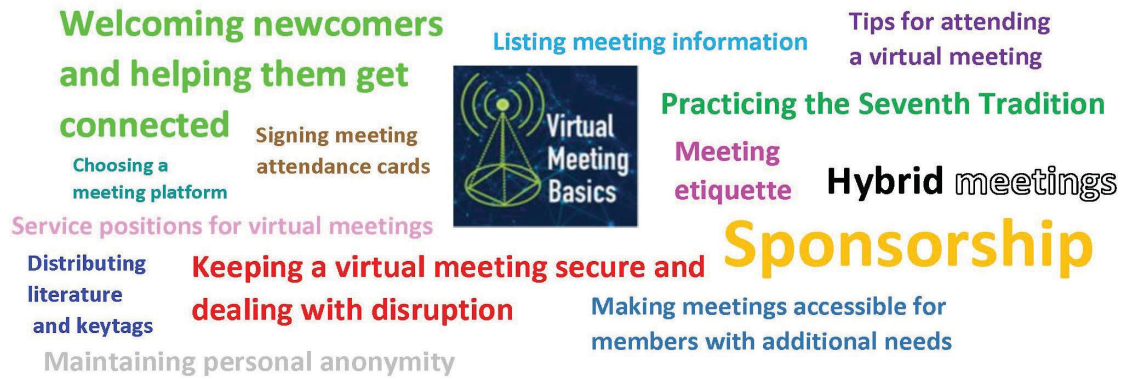 Welcoming newcomers
and helping them get
connected
Listing meeting information
Tips for attending
a virtual meeting
Practicing the Seventh Tradition
Signing meeting
attendance cards
Choosing a
meeting platform
Virtual
Meeting
Basics
Meeting
etiquette
Hybrid meetings
Service positions for virtual meetings
Sponsorship
Distributing
literature
and keytags
Keeping a virtual meeting secure and
dealing with disruption
Making meetings accessible for
members with additional needs
Maintaining personal anonymity